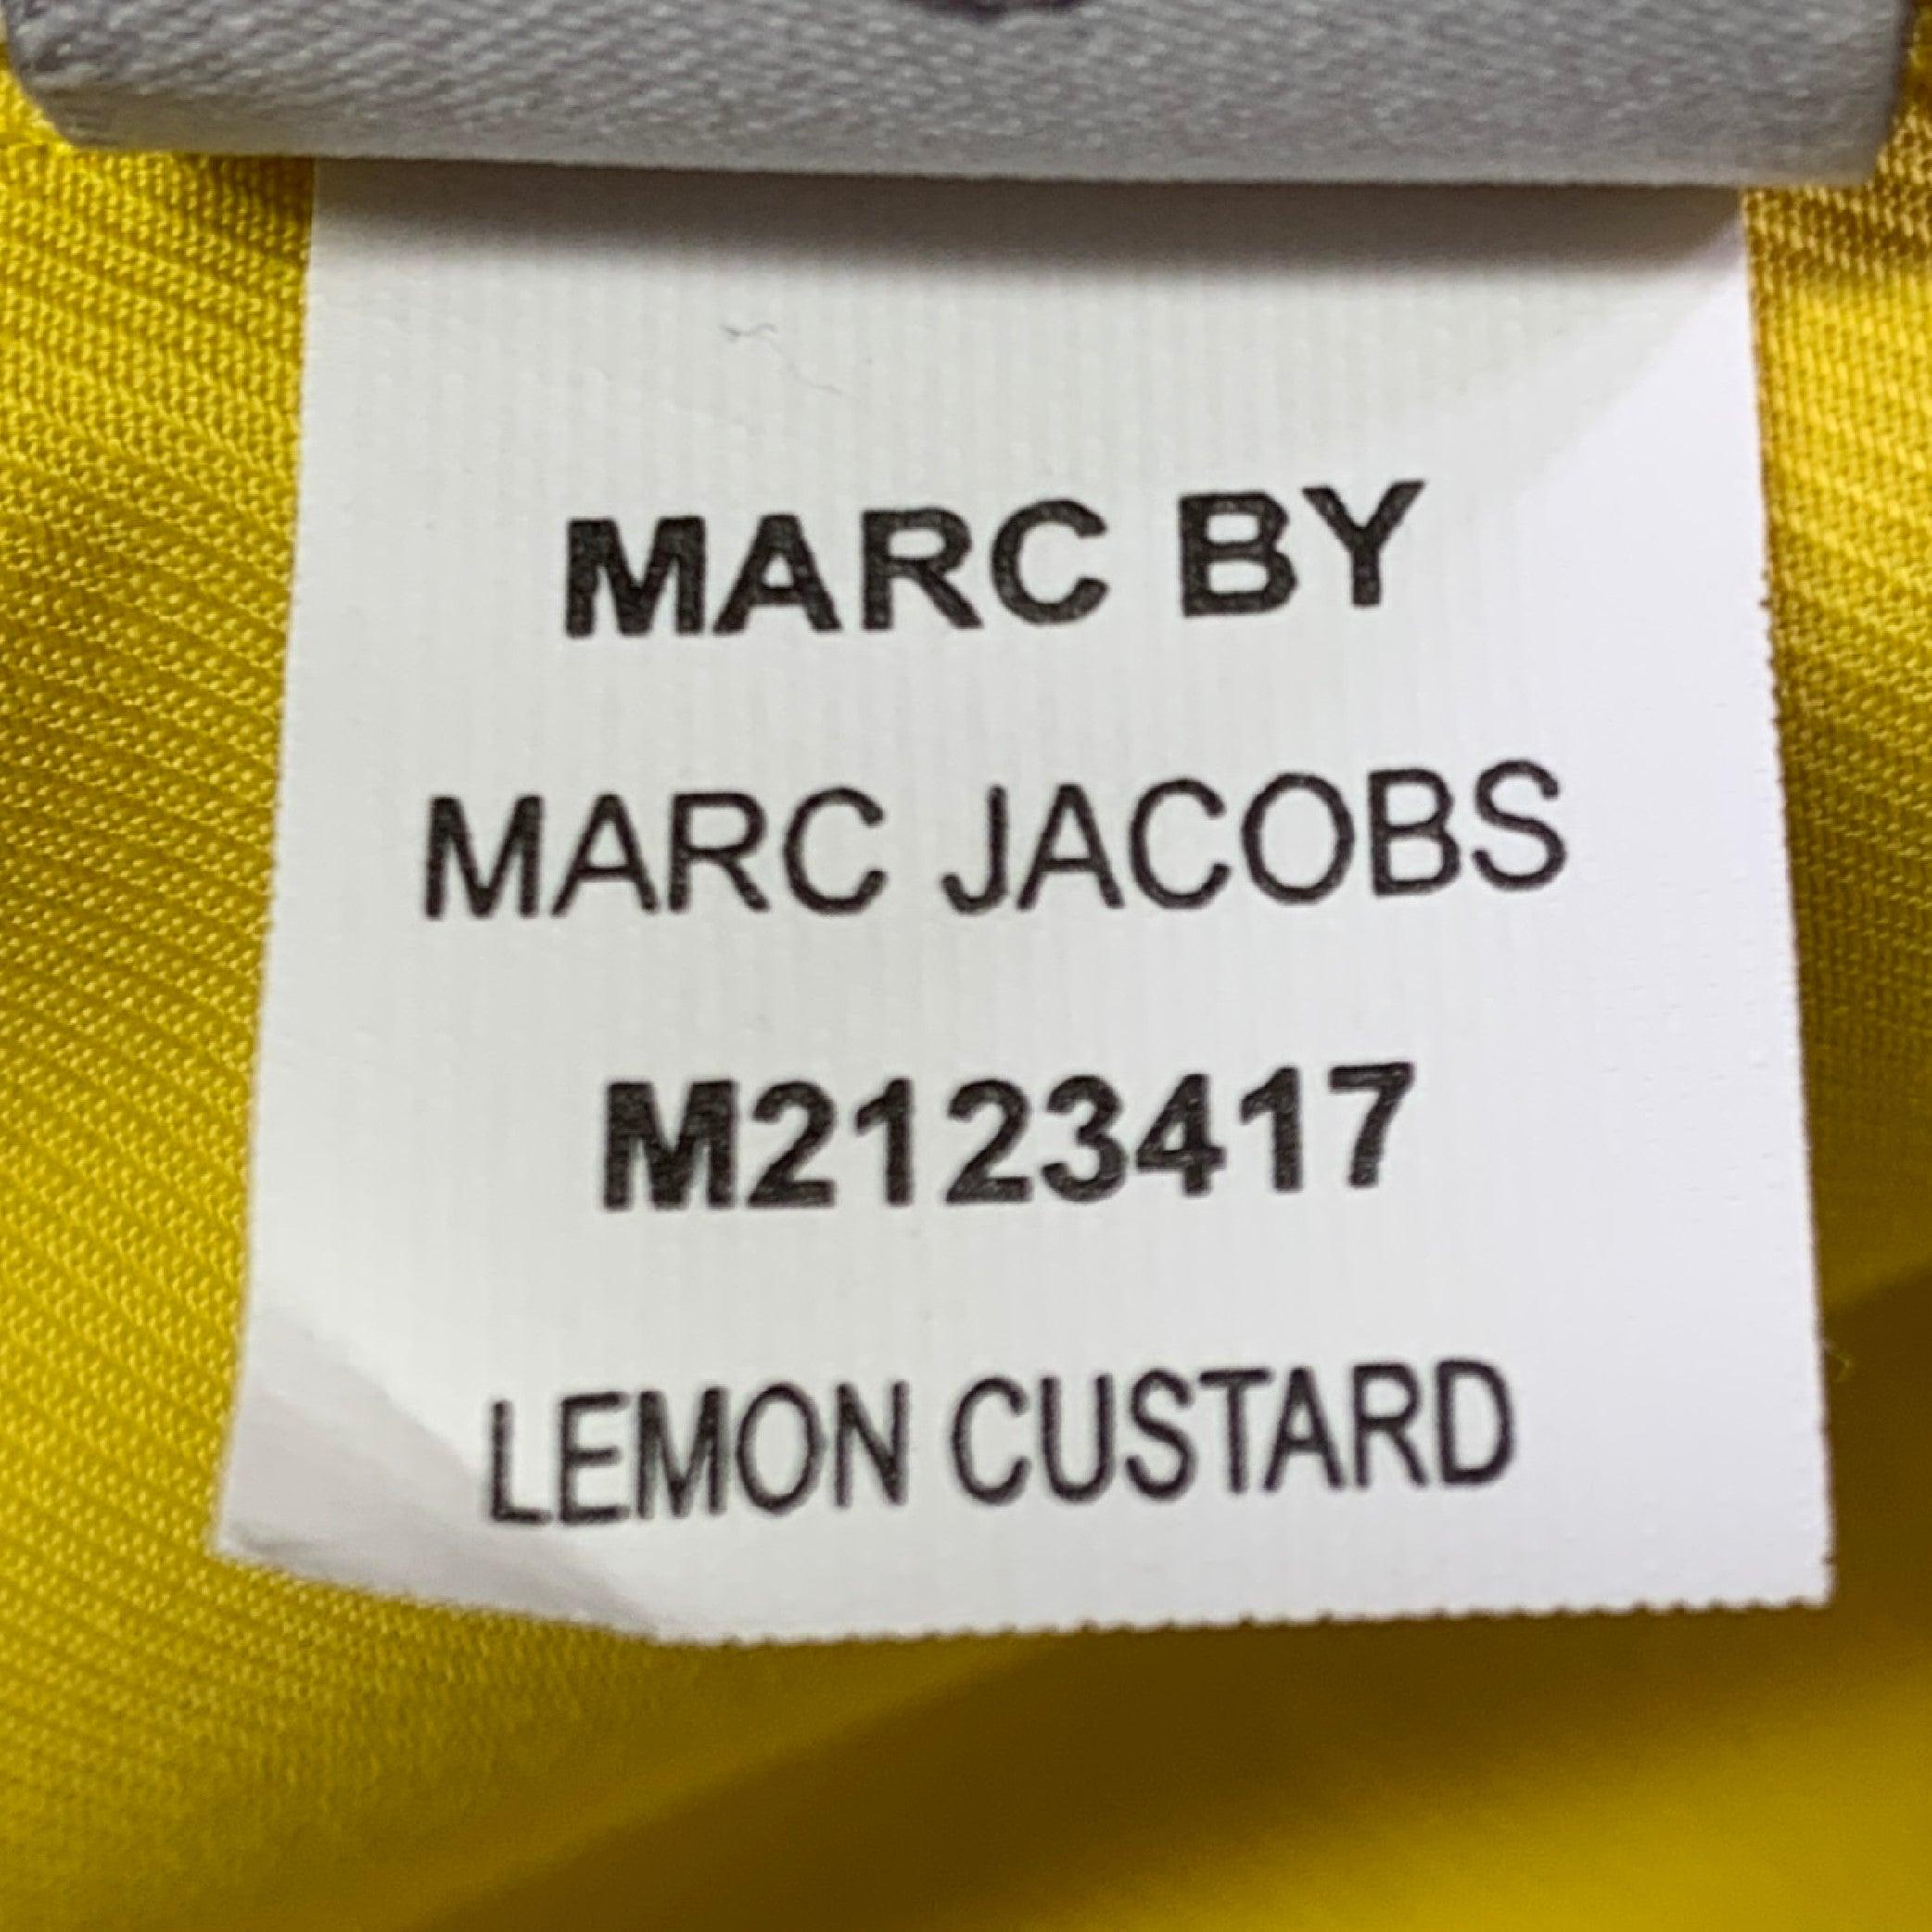 MARC BY
MARC JACOBS
M2123417
LEMON CUSTARD